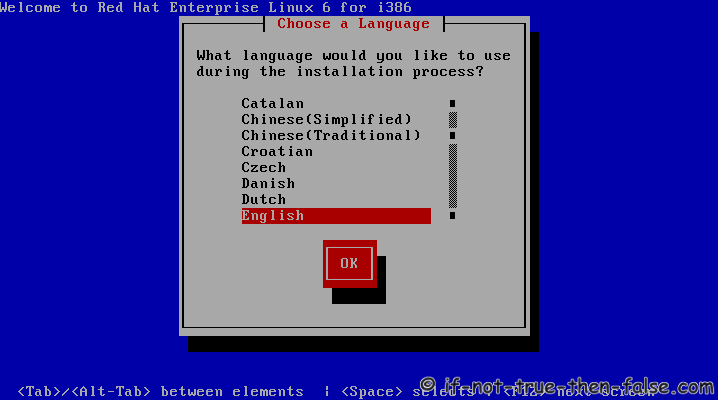 Welcome to Red Hat Enterprise Linux 6 for i386
Choose a Language
What language would you like to use
during the installation process?
Catalan
Chinese(Simplified)
Chinese(Traditional)
Croatian
Czech
Danish
Dutch
English
OK
<Tab>/<Alt-Tab> between elements | <Space> selects | <F12> next screen
© if-not-true-then-false.com